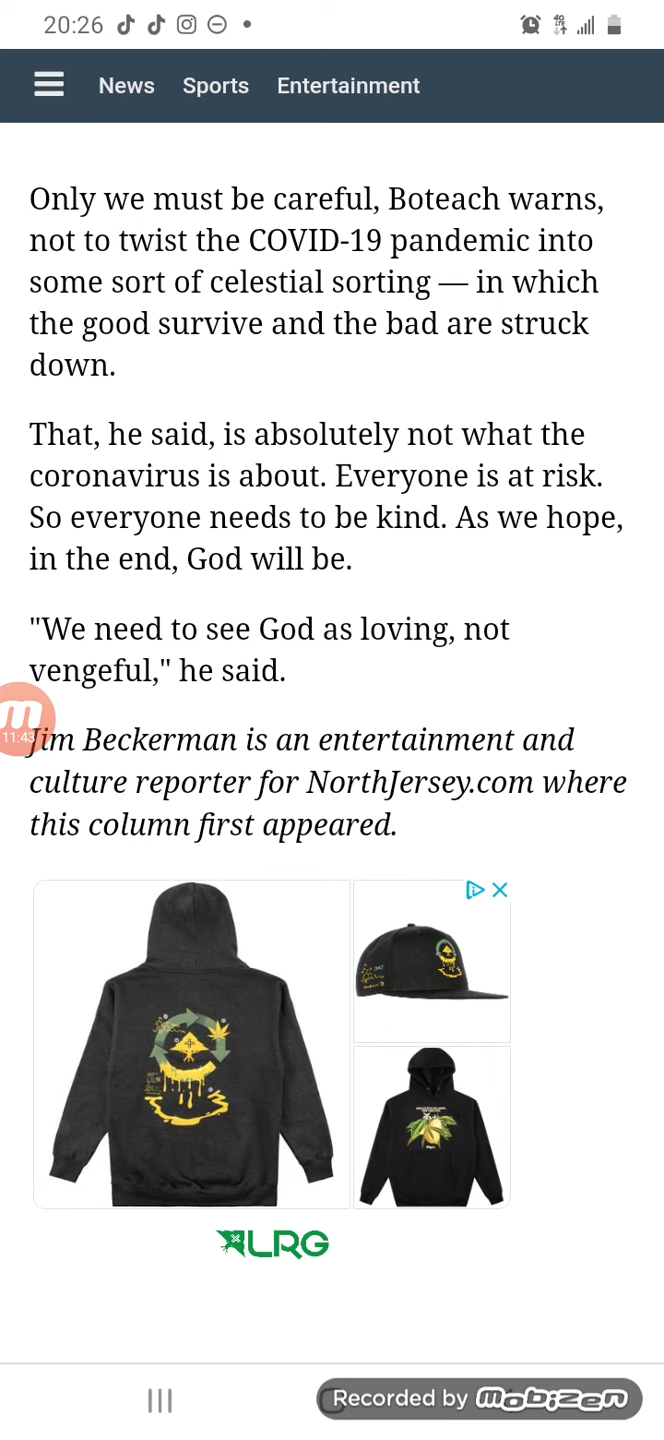 20:26
4G
LTE
News Sports Entertainment
Only we must be careful, Boteach warns,
not to twist the COVID-19 pandemic into
some sort of celestial sorting — in which
the good survive and the bad are struck
down.
That, he said, is absolutely not what the
coronavirus is about. Everyone is at risk.
So everyone needs to be kind. As we hope,
in the end, God will be.
"We need to see God as loving, not
vengeful," he said.
11:43
Jim Beckerman is an entertainment and
culture reporter for NorthJersey.com where
this column first appeared.
LRG
Recorded by mobizen